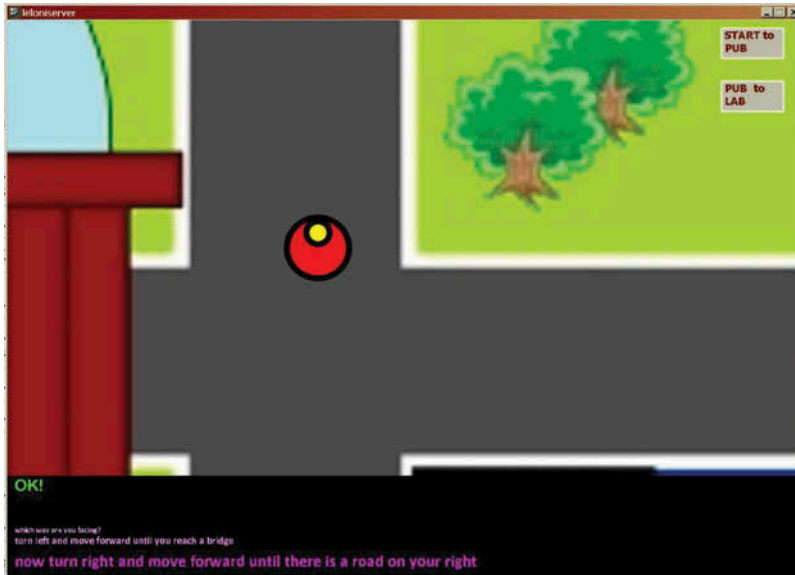 leloniserver
START to
PUB
PUB to
LAB
OK!
which way are you facing?
turn left and move forward until you reach a bridge
now turn right and move forward until there is a road on your right